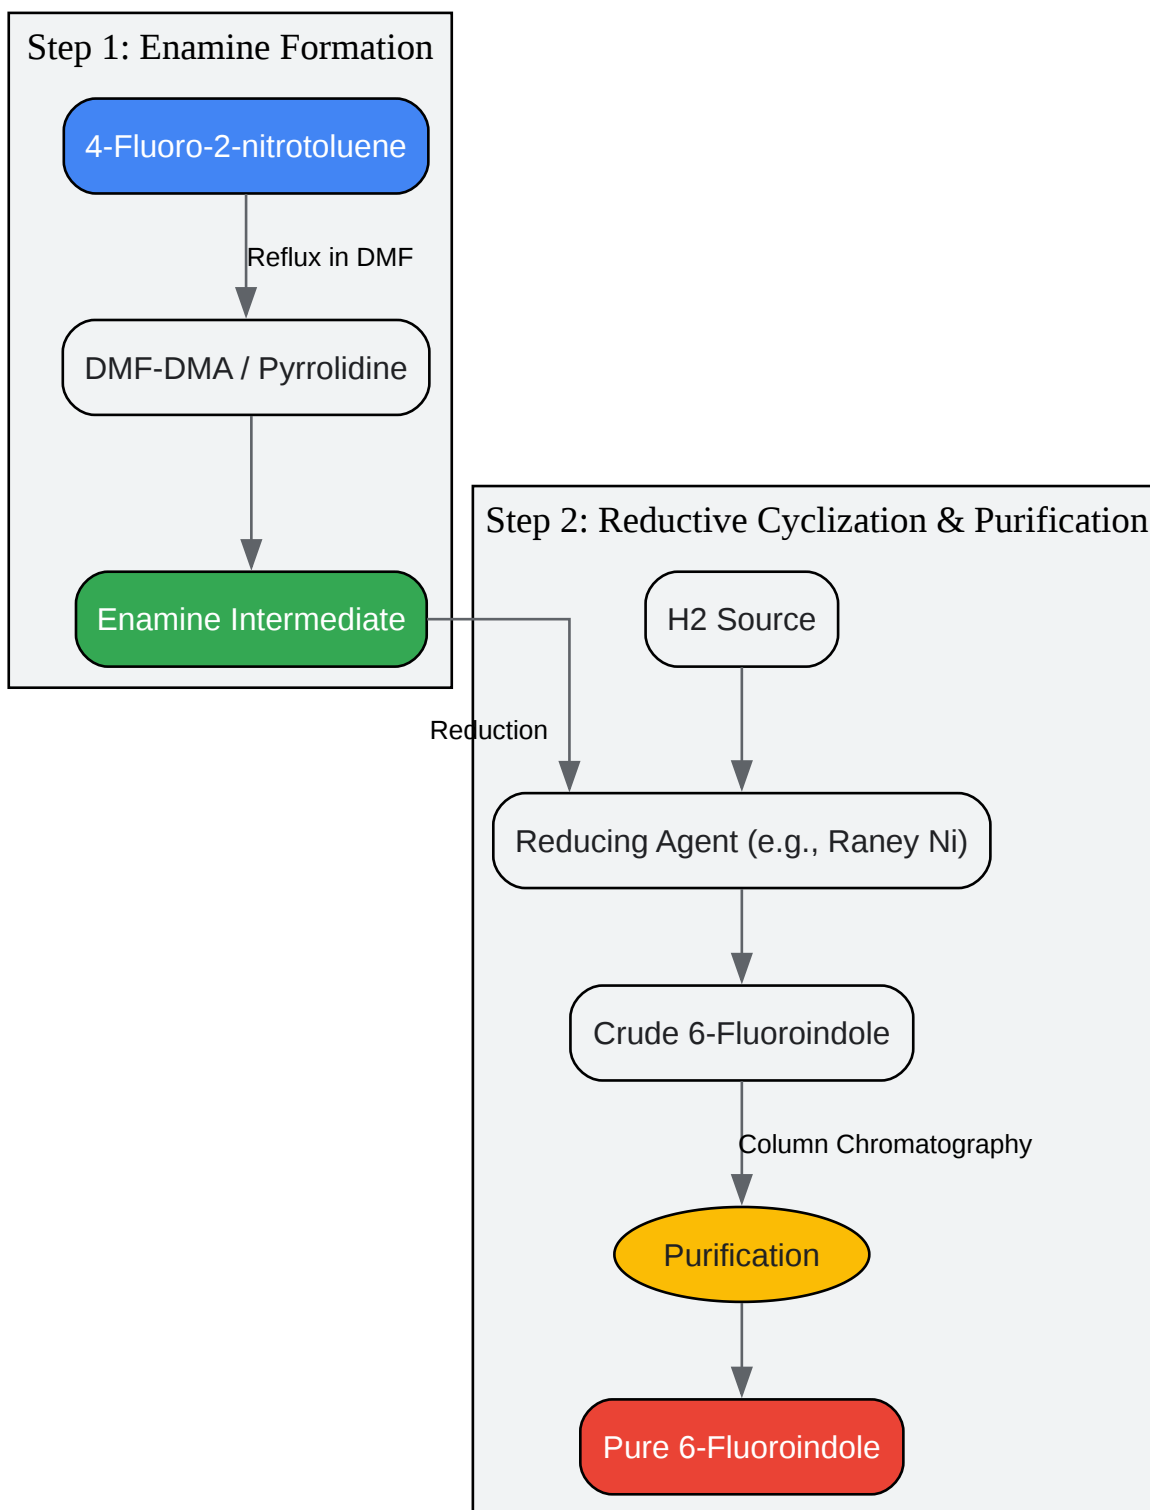 Step 1: Enamine Formation
4-Fluoro-2-nitrotoluene
Reflux in DMF
DMF-DMA / Pyrrolidine
Enamine Intermediate
Step 2: Reductive Cyclization & Purification
H2 Source
Reduction
Reducing Agent (e.g., Raney Ni)
Crude 6-Fluoroindole
Column Chromatography
Purification
Pure 6-Fluoroindole